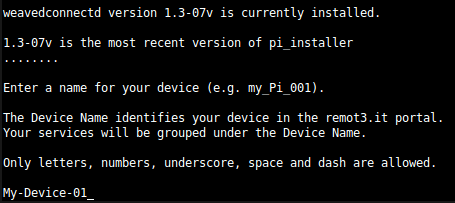 weavedconnectd version 1.3-07v is currently installed.
1.3-07v is the most recent version of pi_installer
........
Enter a name for your device (e.g. my_Pi_001).
The Device Name identifies your device in the remot3.it portal.
Your services will be grouped under the Device Name.
Only letters, numbers, underscore, space and dash are allowed.
My-Device-01_